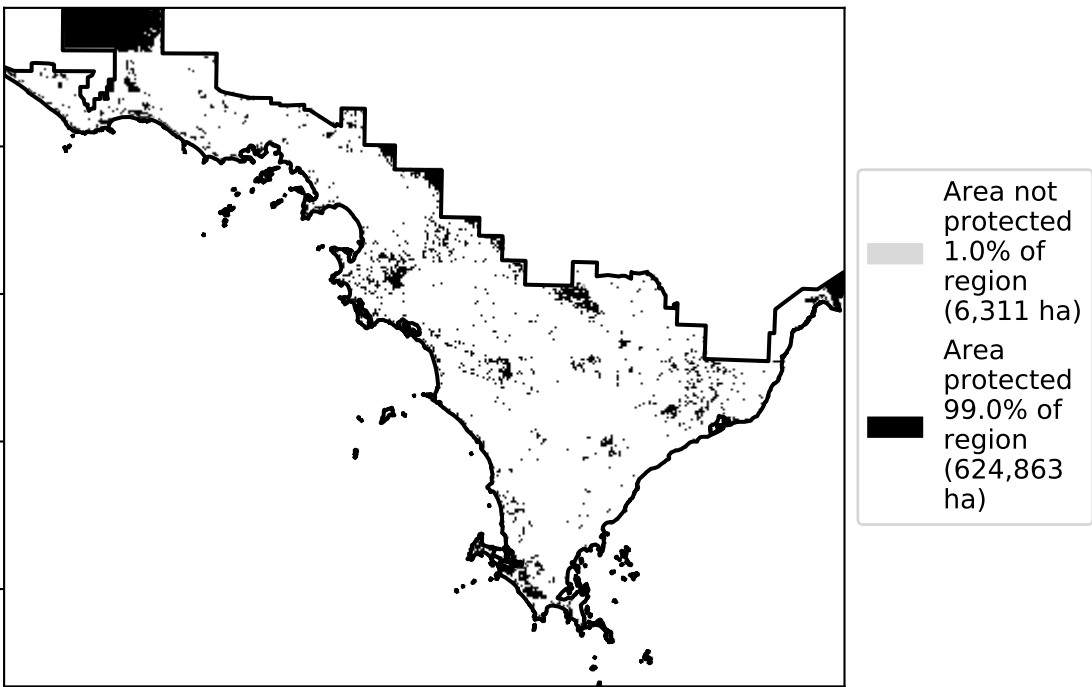 Area not
protected
1.0% of
region
(6,311 ha)
Area
protected
99.0% of
region
(624,863
ha)